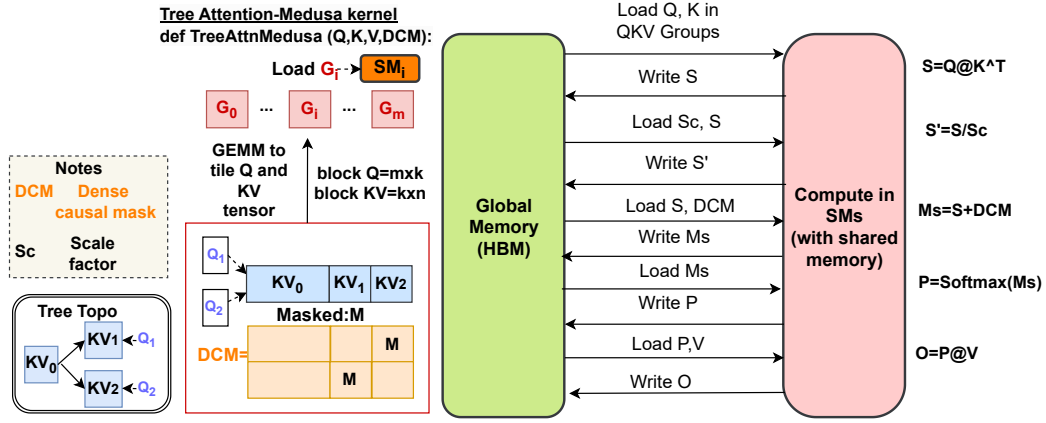 Tree Attention-Medusa kernel
def TreeAttnMedusa (Q,K,V,DCM):
Load G_i
SM_i
G_0 ... G_i ... G_m
GEMM to
tile Q and
KV
tensor
block Q=mxk
block KV=kxn
Notes
DCM Dense
causal mask
Sc Scale
factor
Tree Topo
KV_0
KV1
Q_1
KV2
Q_2
Q_1
Q_2
KV_0 KV_1 KV2
Masked:M
DCM=
M
M
Global
Memory
(HBM)
Load Q, K in
QKV Groups
Write S
Load Sc, S
Write S'
Load S, DCM
Write Ms
Load Ms
Write P
Load P,V
Write O
Compute in
SMs
(with shared
memory)
S=Q@K^T
S'=S/Sc
Ms=S+DCM
P=Softmax(Ms)
O=P@V